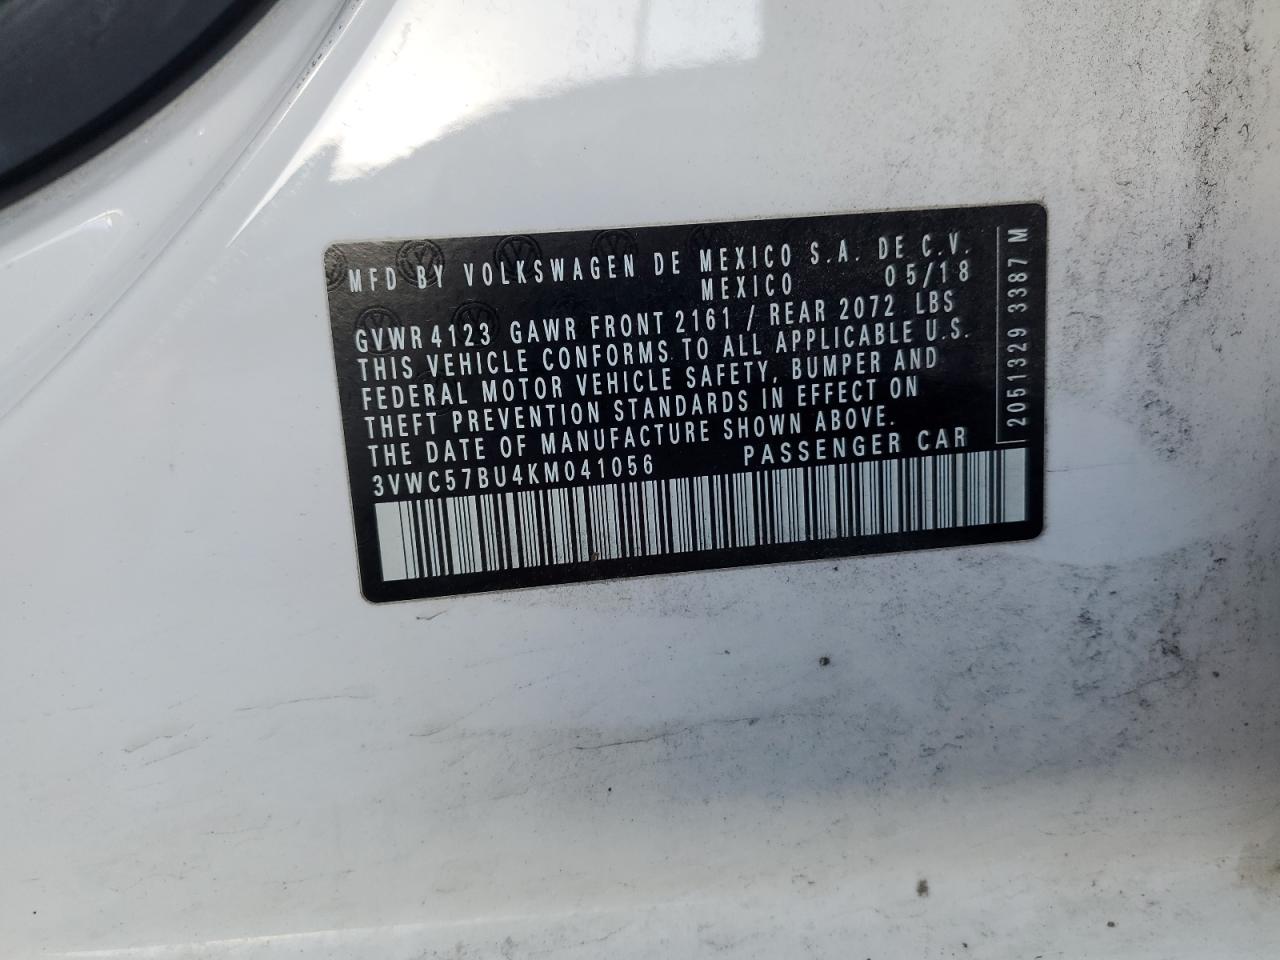 MFD BY VOLKSWAGEN DE MEXICO S.A. DE C.V.
MEXICO 05/18
GVWR 4123 GAWR FRONT 2161 / REAR 2072 LBS
THIS VEHICLE CONFORMS TO ALL APPLICABLE U.S.
FEDERAL MOTOR VEHICLE SAFETY, BUMPER AND
THEFT PREVENTION STANDARDS IN EFFECT ON
THE DATE OF MANUFACTURE SHOWN ABOVE.
3VWC57BU4KM041056 PASSENGER CAR
2051329 3387 M